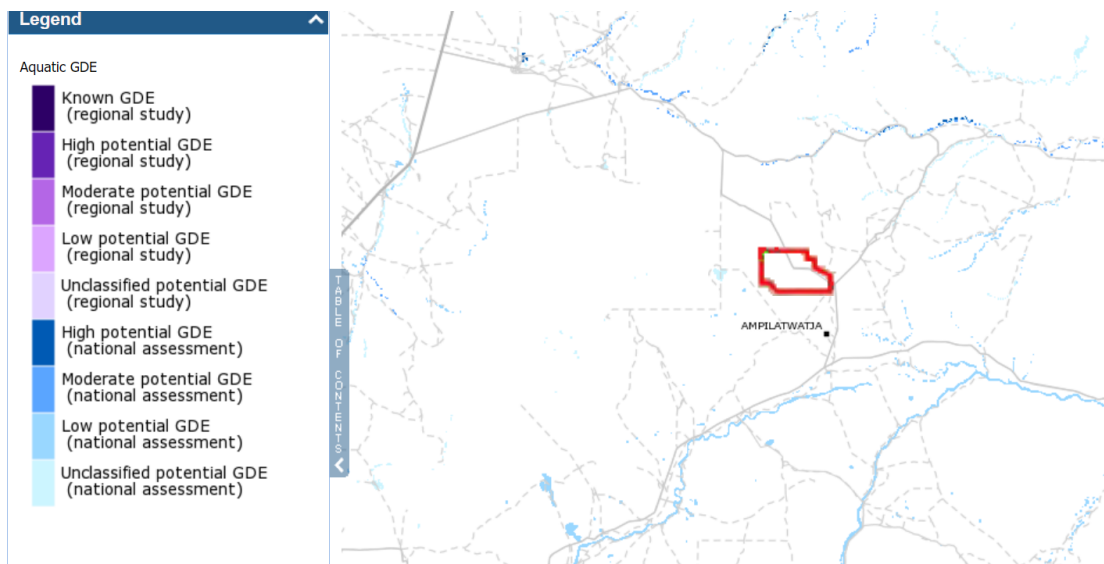 Legend
Aquatic GDE
Known GDE
(regional study)
High potential GDE
(regional study)
Moderate potential GDE
(regional study)
Low potential GDE
(regional study)
Unclassified potential GDE
(regional study)
High potential GDE
(national assessment)
Moderate potential GDE
(national assessment)
Low potential GDE
(national assessment)
Unclassified potential GDE
(national assessment)
TABLE OF CONTENTS
AMPILATWATJA